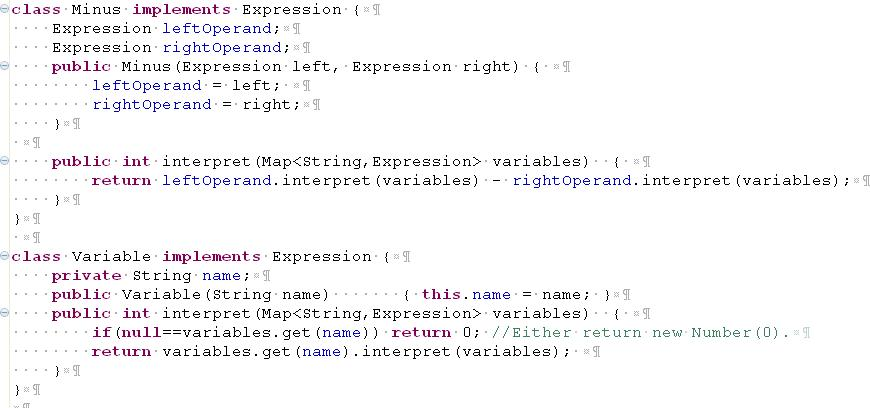 class Minus implements Expression {
    Expression leftOperand;
    Expression rightOperand;
    public Minus(Expression left, Expression right) {
        leftOperand = left;
        rightOperand = right;
    }

    public int interpret(Map<String,Expression> variables)  {
        return leftOperand.interpret(variables) - rightOperand.interpret(variables);
    }
}

class Variable implements Expression {
    private String name;
    public Variable(String name)       { this.name = name; }
    public int interpret(Map<String,Expression> variables)  {
        if(null==variables.get(name)) return 0; //Either return new Number(0).
        return variables.get(name).interpret(variables);
    }
}